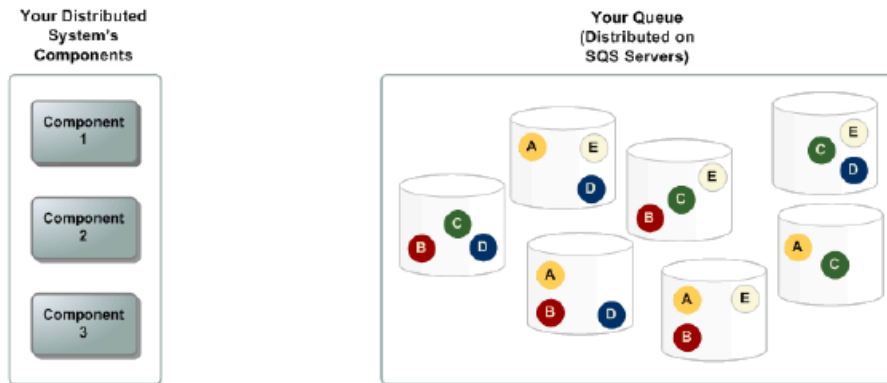 Your Distributed
System's
Components
Component
1
Component
2
Component
3
Your Queue
(Distributed on
SQS Servers)
A
E
D
E
C
D
E
C
B
C
B
D
A
C
A
B
D
A
E
B